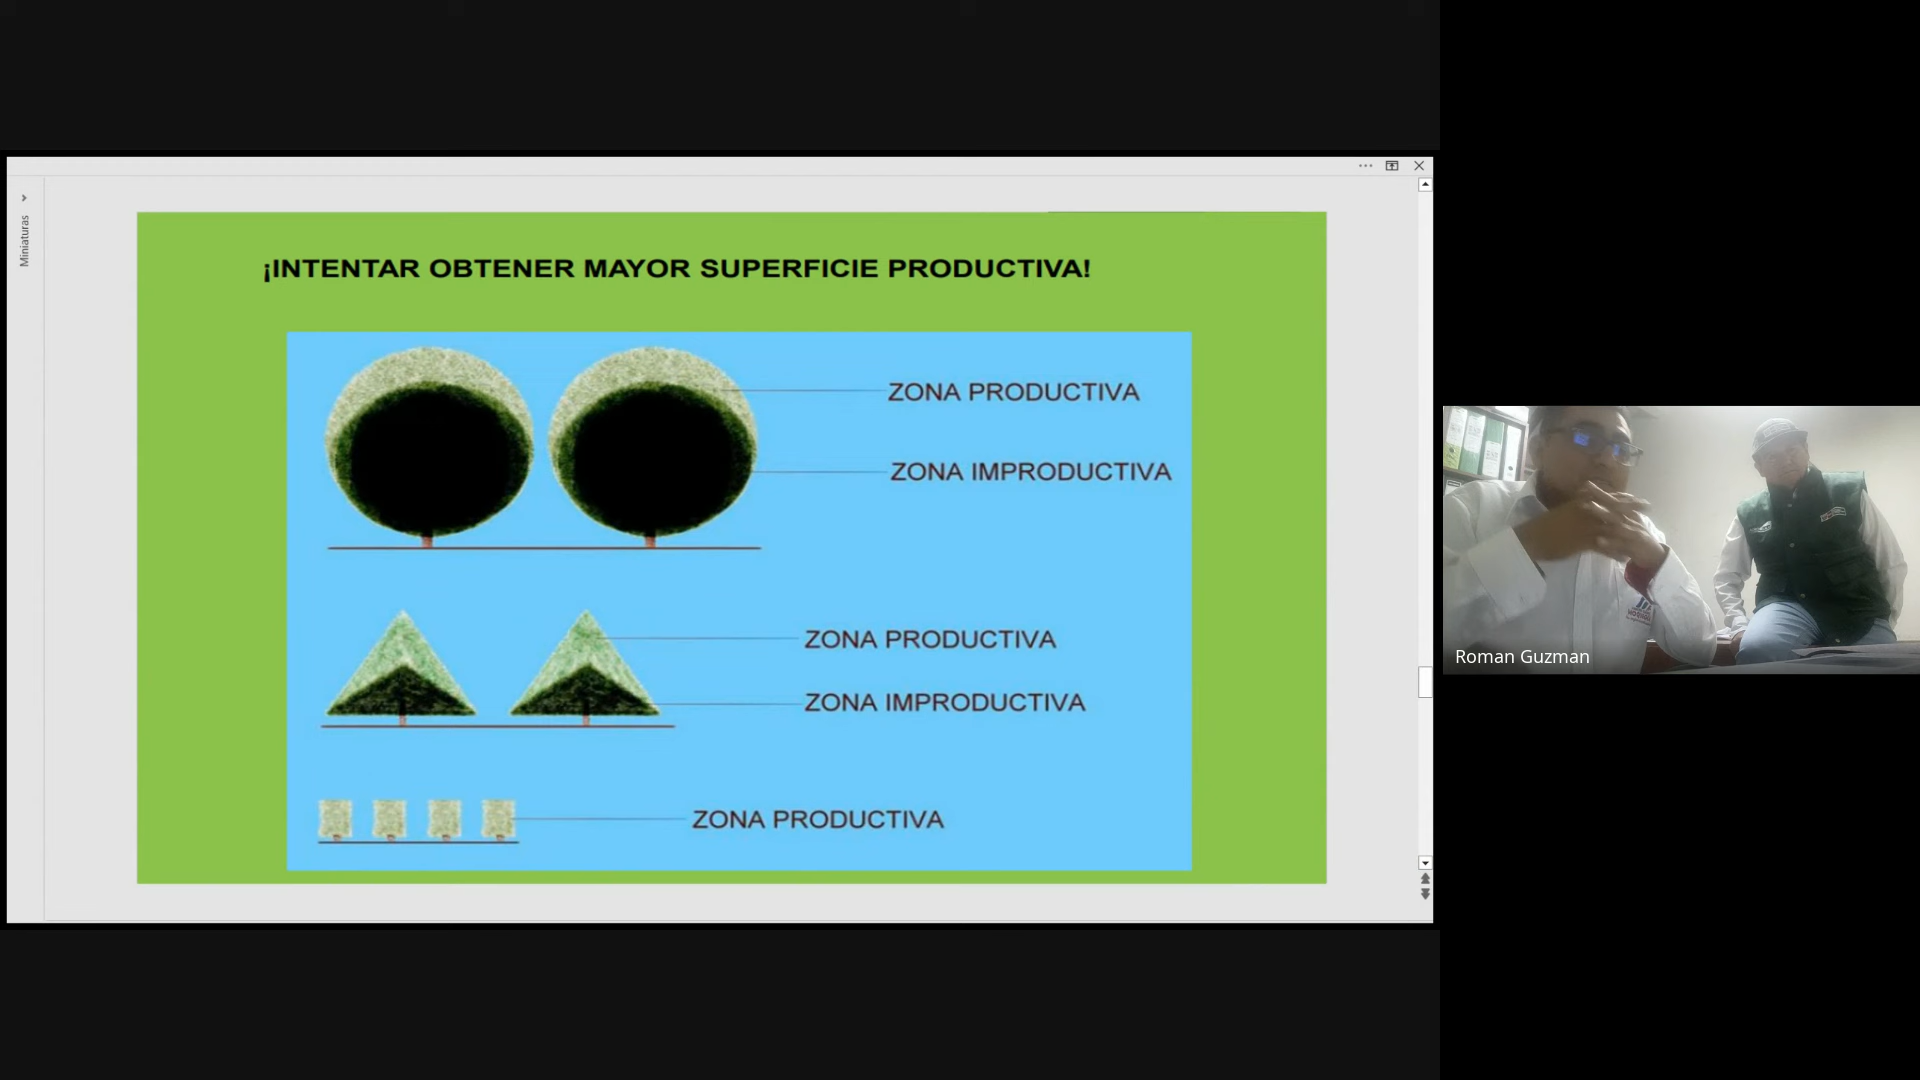 Miniaturas
¡INTENTAR OBTENER MAYOR SUPERFICIE PRODUCTIVA!
ZONA PRODUCTIVA
ZONA IMPRODUCTIVA
ZONA PRODUCTIVA
ZONA IMPRODUCTIVA
ZONA PRODUCTIVA
Roman Guzman